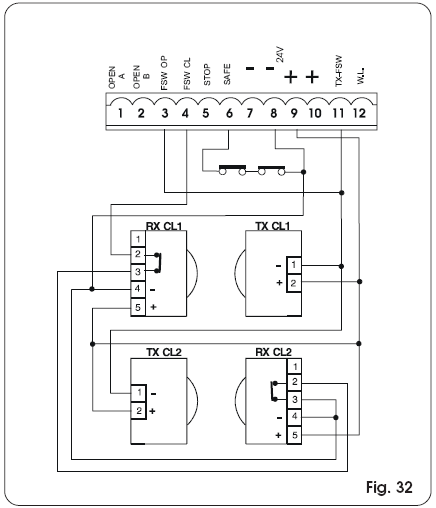 OPEN A
OPEN B
FSW OP
FSW CL
STOP
SAFE
-
-
24V
+
+
TX-FSW
W.L.
1 2 3 4 5 6 7 8 9 10 11 12
RX CL1
1
2
3
4 -
5 +
TX CL1
- 1
+ 2
TX CL2
1 -
2 +
RX CL2
1
2
3
- 4
+ 5
Fig. 32